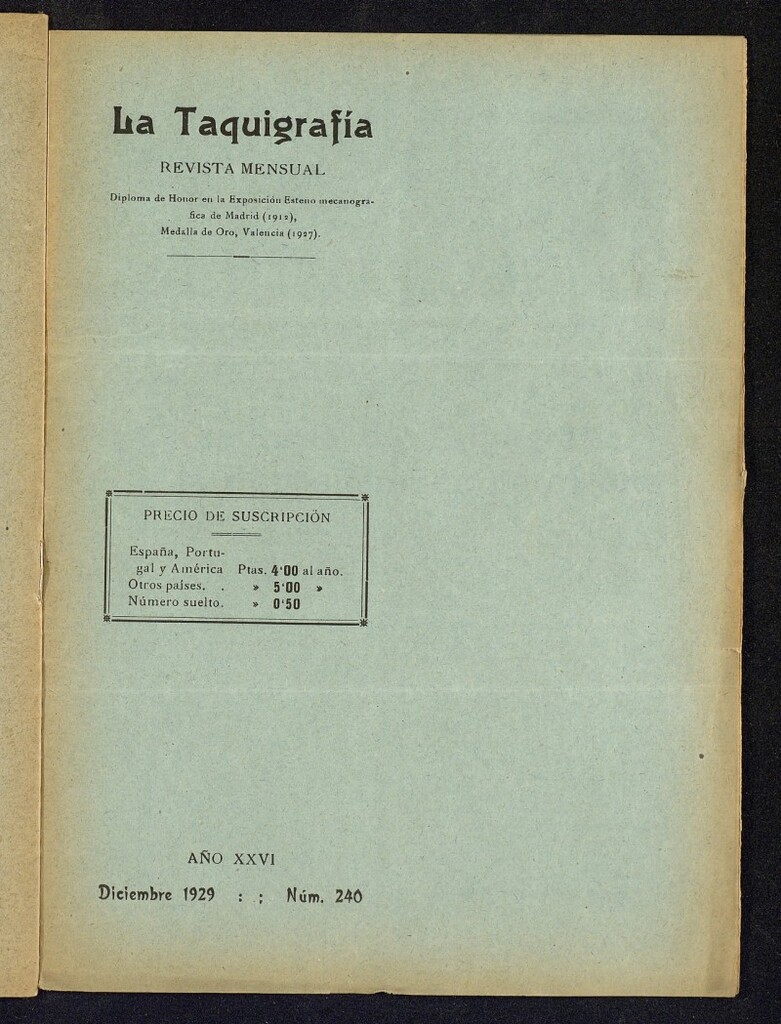 La Taquigrafía
REVISTA MENSUAL
Diploma de Honor en la Exposición Esteno mecanográ-
fica de Madrid (1912),
Medalla de Oro, Valencia (1927).
PRECIO DE SUSCRIPCIÓN
España, Portu-
gal y América Ptas. 4'00 al año.
Otros países. . » 5'00 »
Número suelto. » 0'50
AÑO XXVI
Diciembre 1929 : ; Núm. 240